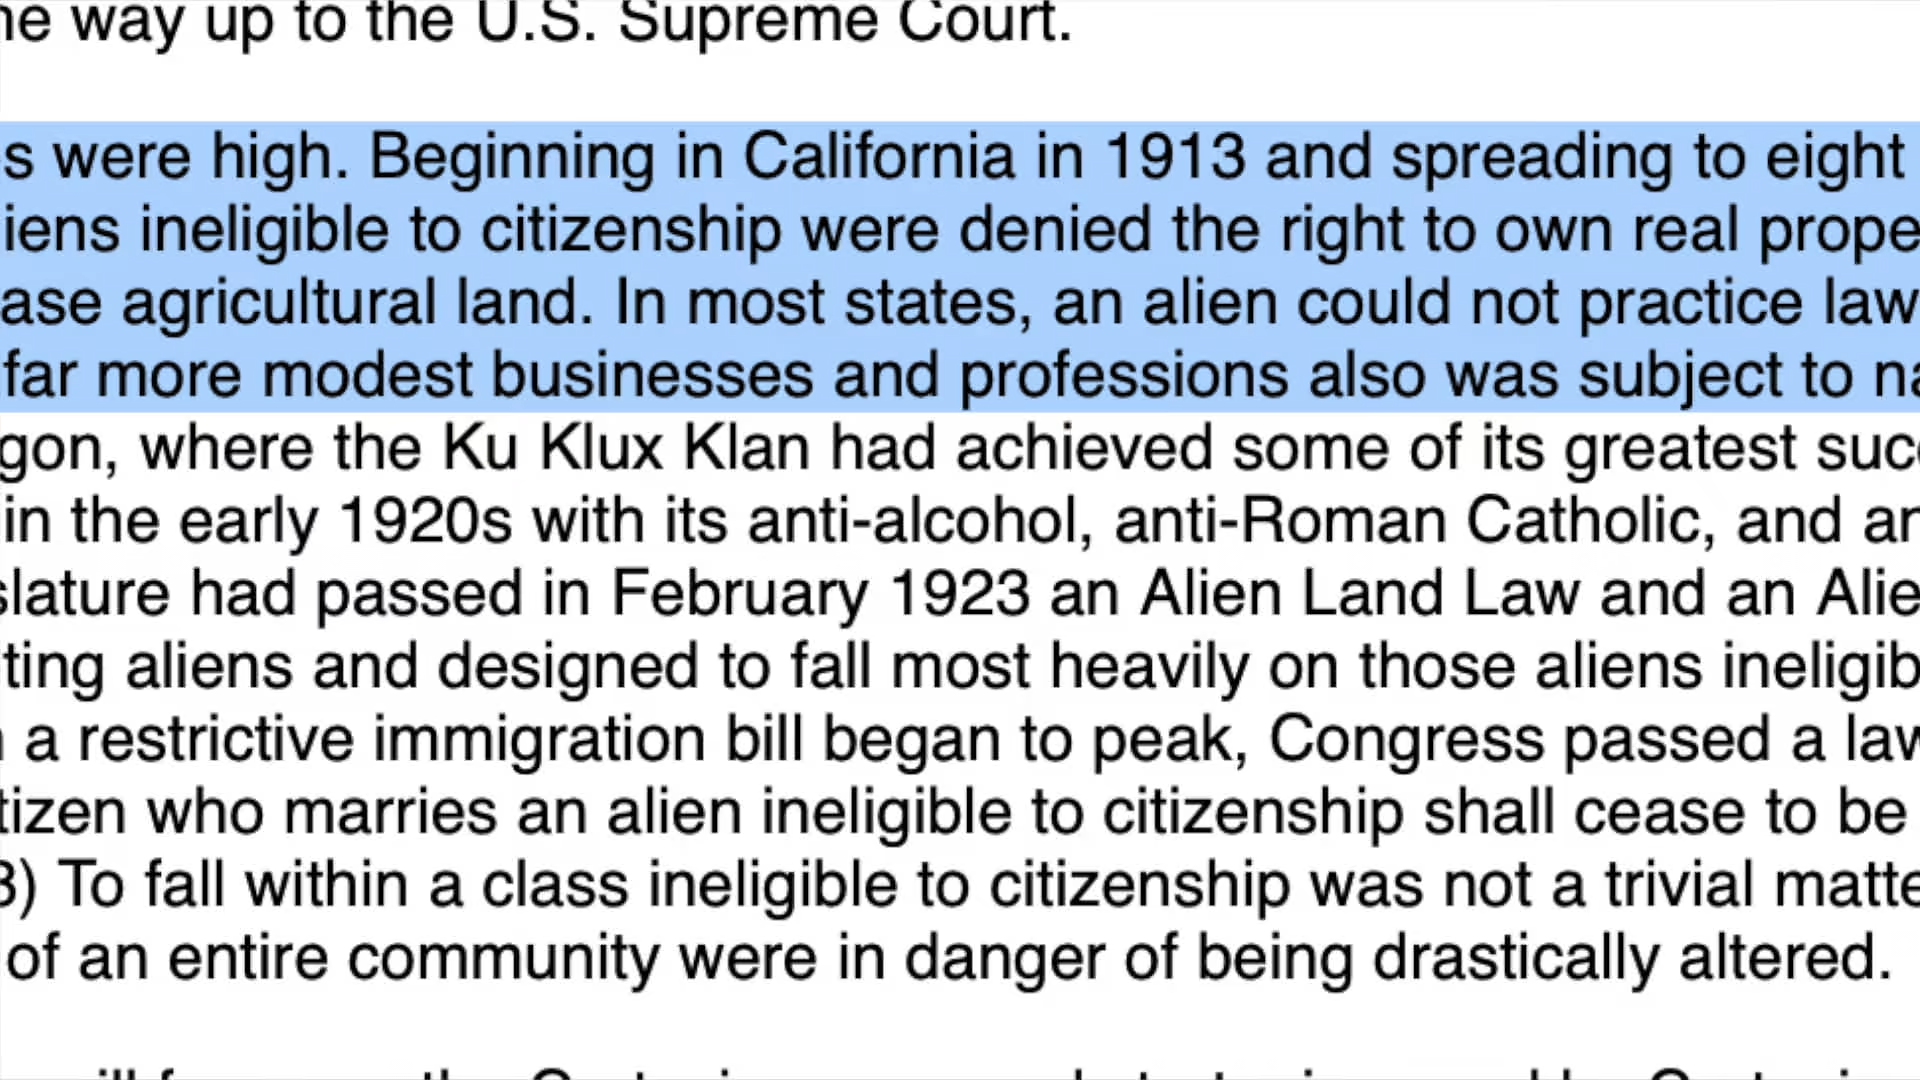 he way up to the U.S. Supreme Court.
s were high. Beginning in California in 1913 and spreading to eight
iens ineligible to citizenship were denied the right to own real prope
ase agricultural land. In most states, an alien could not practice law
far more modest businesses and professions also was subject to na
gon, where the Ku Klux Klan had achieved some of its greatest succ
in the early 1920s with its anti-alcohol, anti-Roman Catholic, and an
slature had passed in February 1923 an Alien Land Law and an Alie
ting aliens and designed to fall most heavily on those aliens ineligib
a restrictive immigration bill began to peak, Congress passed a law
tizen who marries an alien ineligible to citizenship shall cease to be
3) To fall within a class ineligible to citizenship was not a trivial matte
of an entire community were in danger of being drastically altered.